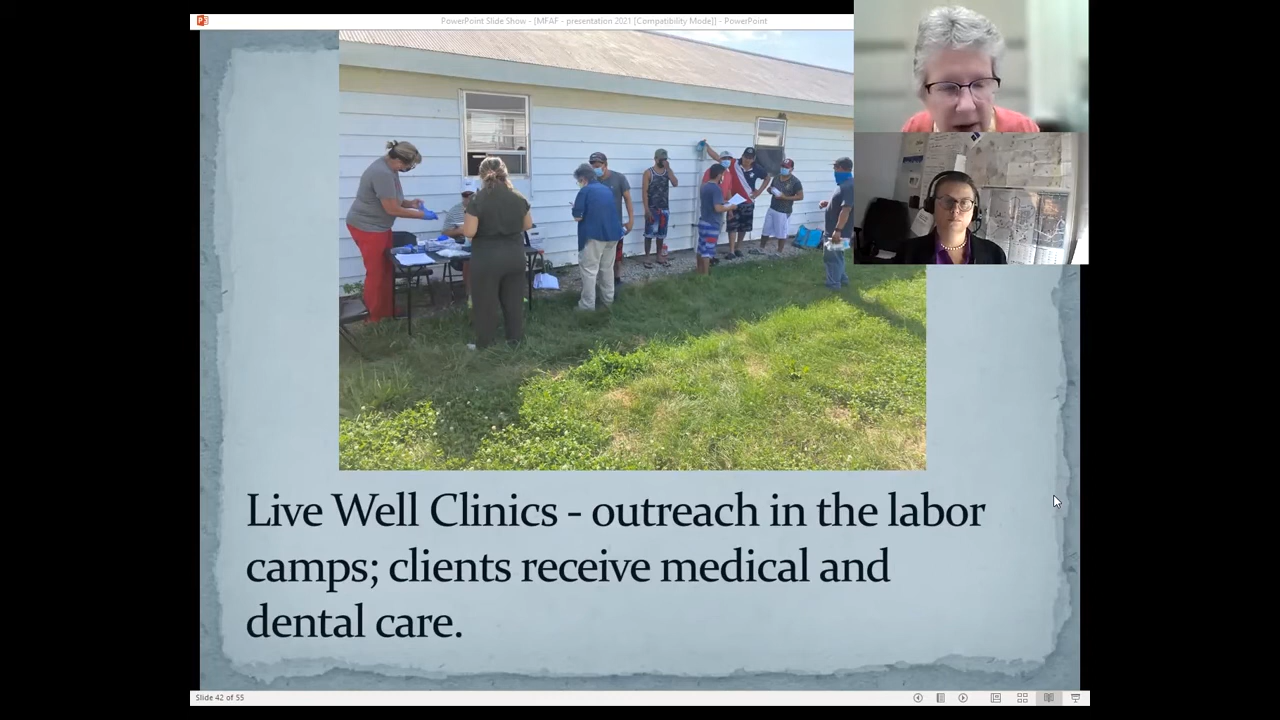 PowerPoint Slide Show - [MFAF - presentation 2021 [Compatibility Mode]] - PowerPoint
Live Well Clinics - outreach in the labor
camps; clients receive medical and
dental care.
Slide 42 of 55